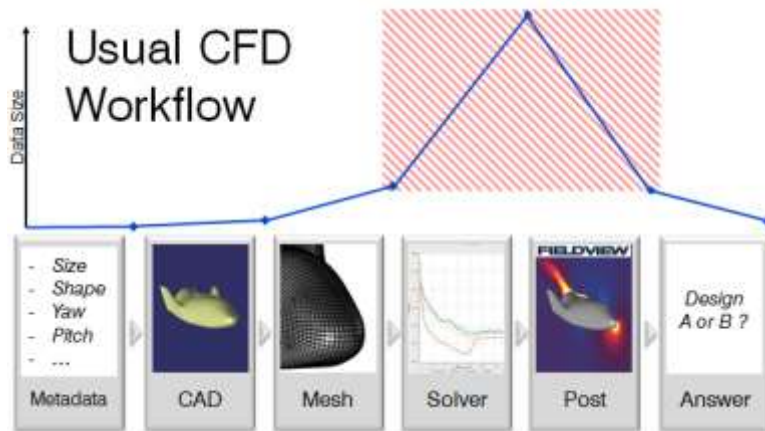 Usual CFD
Workflow
Data Size
- Size
- Shape
- Yaw
- Pitch
- ...
FIELDVIEW
Design
A or B ?
Metadata
CAD
Mesh
Solver
Post
Answer